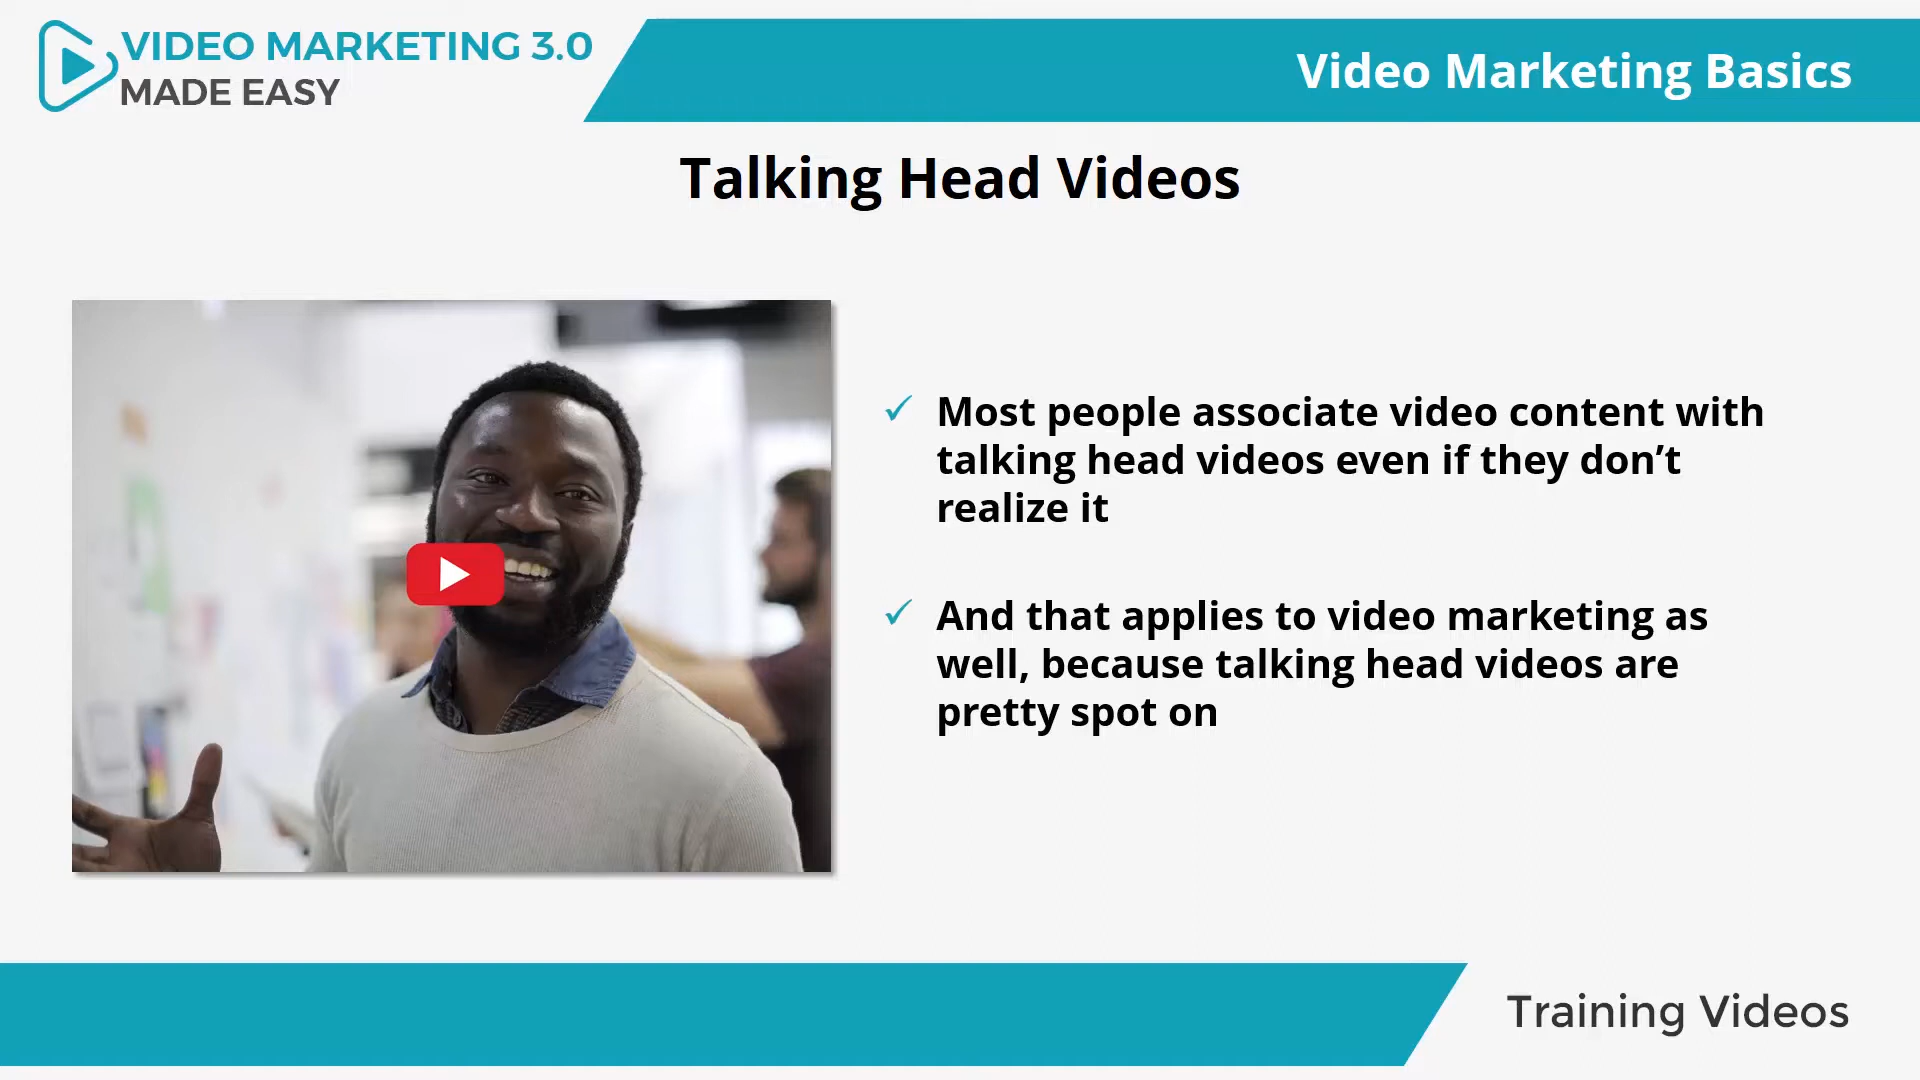 VIDEO MARKETING 3.0
MADE EASY
Video Marketing Basics
Talking Head Videos
Most people associate video content with
talking head videos even if they don’t
realize it
And that applies to video marketing as
well, because talking head videos are
pretty spot on
Training Videos